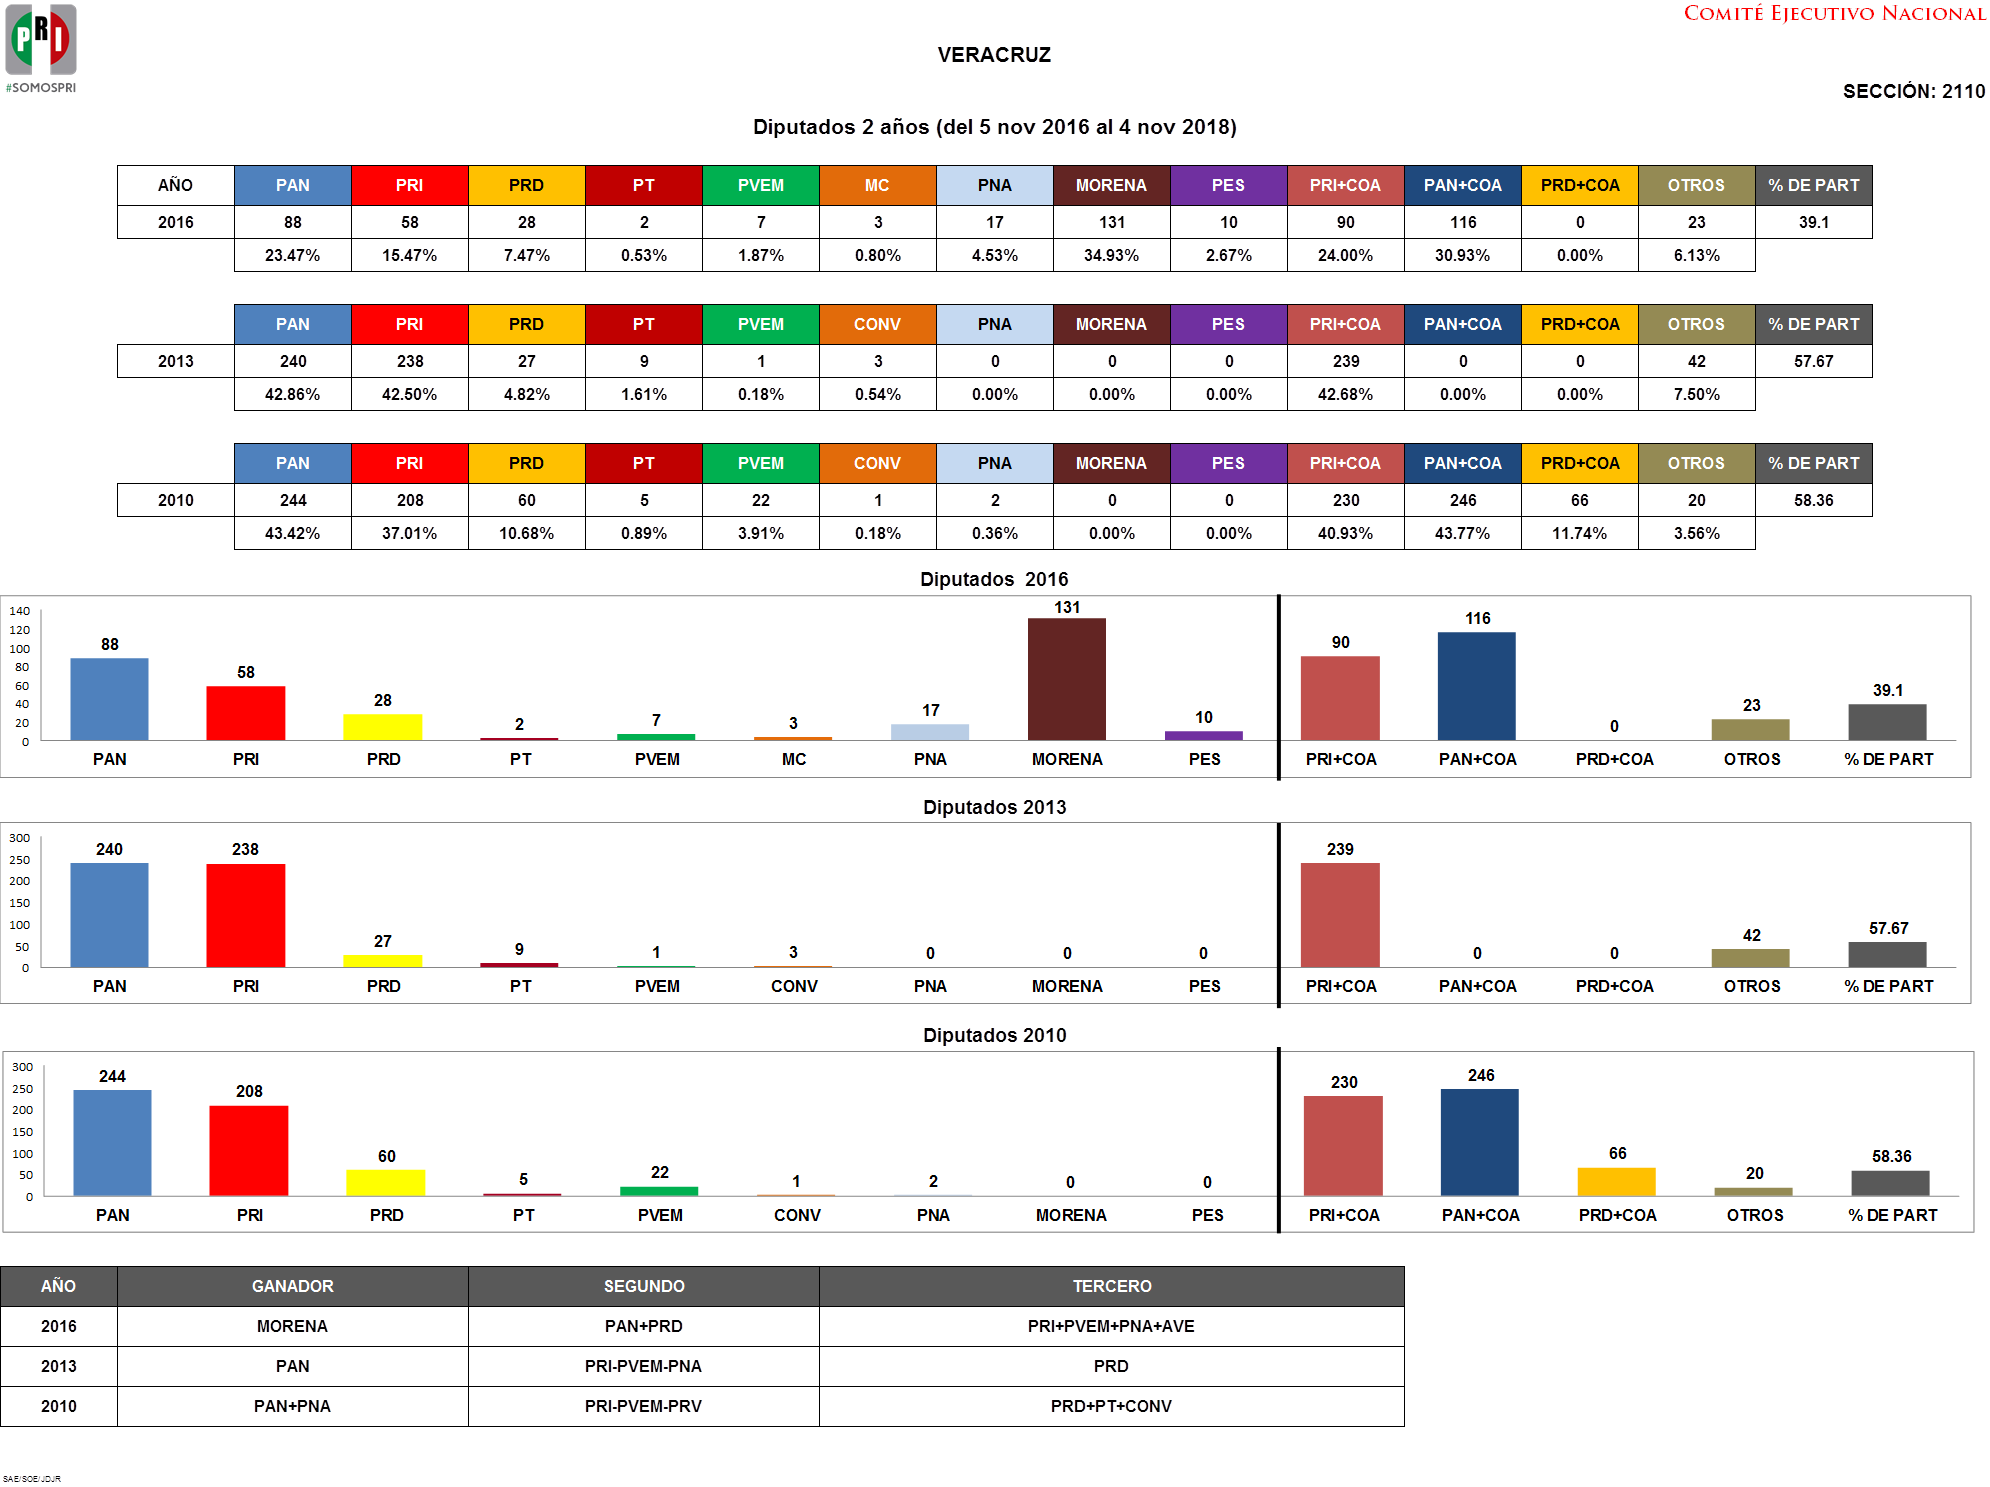 PRI
#SOMOSPRI
COMITÉ EJECUTIVO NACIONAL
VERACRUZ
SECCIÓN: 2110
Diputados 2 años (del 5 nov 2016 al 4 nov 2018)
AÑO PAN PRI PRD PT PVEM MC PNA MORENA PES PRI+COA PAN+COA PRD+COA OTROS % DE PART
2016 88 58 28 2 7 3 17 131 10 90 116 0 23 39.1
23.47% 15.47% 7.47% 0.53% 1.87% 0.80% 4.53% 34.93% 2.67% 24.00% 30.93% 0.00% 6.13%
PAN PRI PRD PT PVEM CONV PNA MORENA PES PRI+COA PAN+COA PRD+COA OTROS % DE PART
2013 240 238 27 9 1 3 0 0 0 239 0 0 42 57.67
42.86% 42.50% 4.82% 1.61% 0.18% 0.54% 0.00% 0.00% 0.00% 42.68% 0.00% 0.00% 7.50%
PAN PRI PRD PT PVEM CONV PNA MORENA PES PRI+COA PAN+COA PRD+COA OTROS % DE PART
2010 244 208 60 5 22 1 2 0 0 230 246 66 20 58.36
43.42% 37.01% 10.68% 0.89% 3.91% 0.18% 0.36% 0.00% 0.00% 40.93% 43.77% 11.74% 3.56%
Diputados 2016
140
120
100
80
60
40
20
0
88 58 28 2 7 3 17 131 10 90 116 0 23 39.1
PAN PRI PRD PT PVEM MC PNA MORENA PES PRI+COA PAN+COA PRD+COA OTROS % DE PART
Diputados 2013
300
250
200
150
100
50
0
240 238 27 9 1 3 0 0 0 239 0 0 42 57.67
PAN PRI PRD PT PVEM CONV PNA MORENA PES PRI+COA PAN+COA PRD+COA OTROS % DE PART
Diputados 2010
300
250
200
150
100
50
0
244 208 60 5 22 1 2 0 0 230 246 66 20 58.36
PAN PRI PRD PT PVEM CONV PNA MORENA PES PRI+COA PAN+COA PRD+COA OTROS % DE PART
AÑO GANADOR SEGUNDO TERCERO
2016 MORENA PAN+PRD PRI+PVEM+PNA+AVE
2013 PAN PRI-PVEM-PNA PRD
2010 PAN+PNA PRI-PVEM-PRV PRD+PT+CONV
SAE/SOE/JDJR